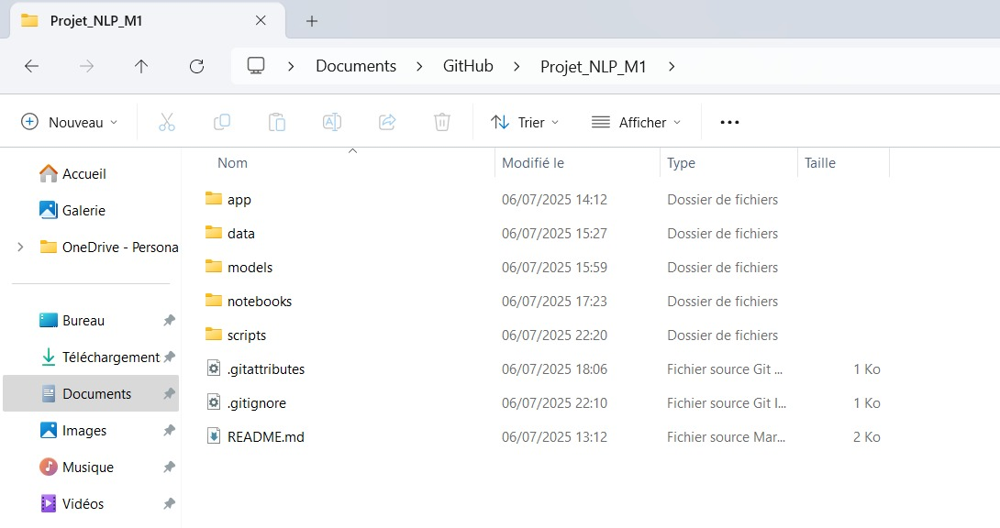 Projet_NLP_M1
Documents > GitHub > Projet_NLP_M1 >
Nouveau Trier Afficher
Nom Modifié le Type Taille
Accueil
Galerie
OneDrive - Persona
Bureau
Téléchargement
Documents
Images
Musique
Vidéos
app 06/07/2025 14:12 Dossier de fichiers
data 06/07/2025 15:27 Dossier de fichiers
models 06/07/2025 15:59 Dossier de fichiers
notebooks 06/07/2025 17:23 Dossier de fichiers
scripts 06/07/2025 22:20 Dossier de fichiers
.gitattributes 06/07/2025 18:06 Fichier source Git ... 1 Ko
.gitignore 06/07/2025 22:10 Fichier source Git I... 1 Ko
README.md 06/07/2025 13:12 Fichier source Mar... 2 Ko